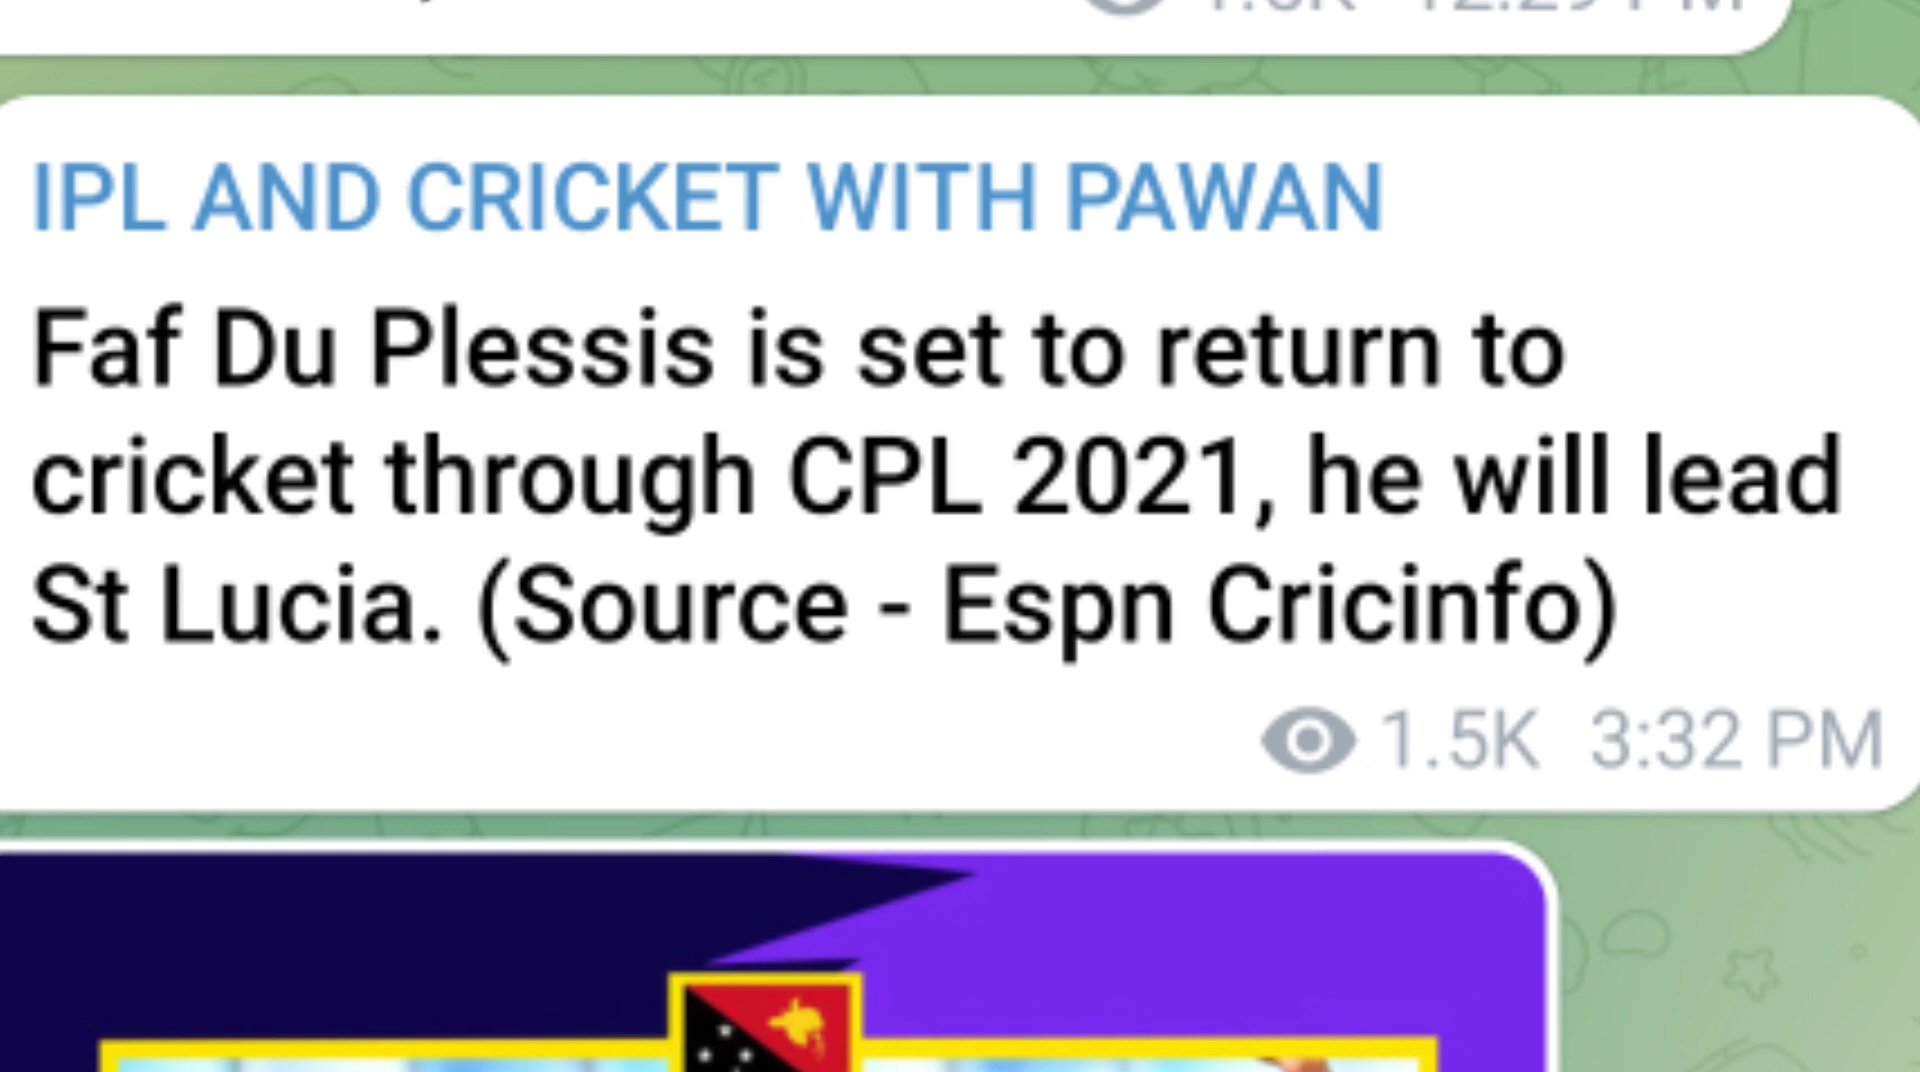 IPL AND CRICKET WITH PAWAN
Faf Du Plessis is set to return to
cricket through CPL 2021, he will lead
St Lucia. (Source - Espn Cricinfo)
1.5K 3:32 PM